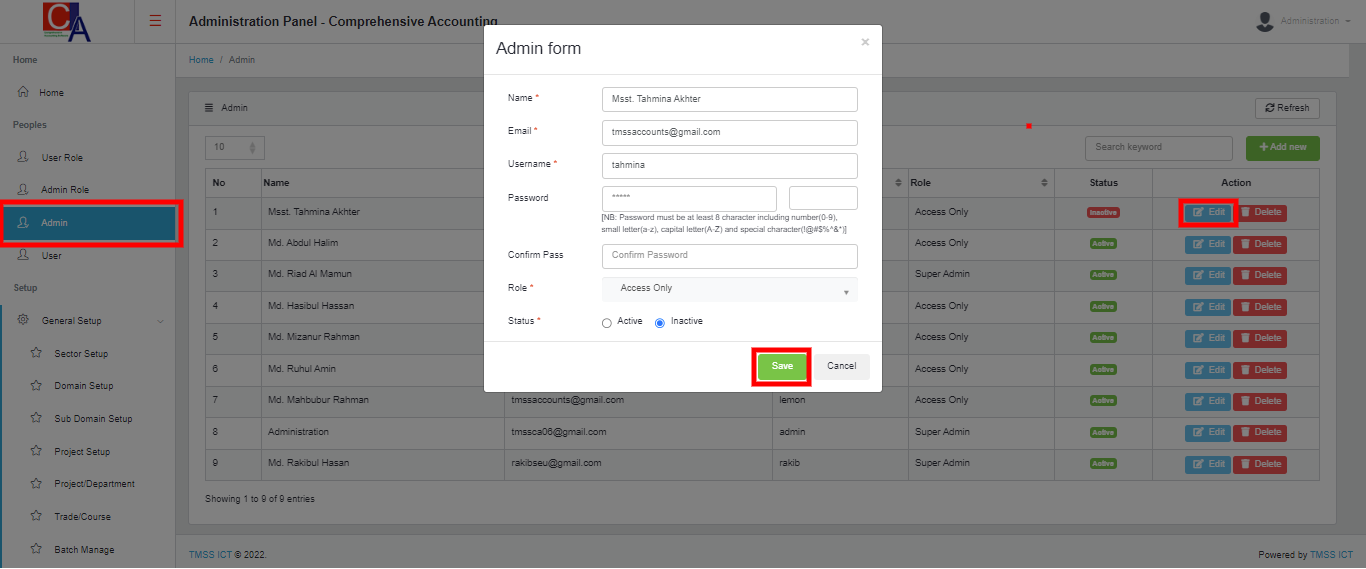 CA
Administration Panel - Comprehensive Accounting
Administration
Home
Home
Peoples
User Role
Admin Role
Admin
User
Setup
General Setup
Sector Setup
Domain Setup
Sub Domain Setup
Project Setup
Project/Department
Trade/Course
Batch Manage
Home / Admin
Admin
Refresh
10
Search keyword
Add new
No Name Role Status Action
1 Msst. Tahmina Akhter Access Only Inactive Edit Delete
2 Md. Abdul Halim Access Only Active Edit Delete
3 Md. Riad Al Mamun Super Admin Active Edit Delete
4 Md. Hasibul Hassan Access Only Active Edit Delete
5 Md. Mizanur Rahman Access Only Active Edit Delete
6 Md. Ruhul Amin Access Only Active Edit Delete
7 Md. Mahbubur Rahman tmssaccounts@gmail.com lemon Access Only Active Edit Delete
8 Administration tmssca06@gmail.com admin Super Admin Active Edit Delete
9 Md. Rakibul Hasan rakibseu@gmail.com rakib Super Admin Active Edit Delete
Showing 1 to 9 of 9 entries
Admin form ×
Name * Msst. Tahmina Akhter
Email * tmssaccounts@gmail.com
Username * tahmina
Password *****
[NB: Password must be at least 8 character including number(0-9),
small letter(a-z), capital letter(A-Z) and special character(!@#$%^&*)]
Confirm Pass Confirm Password
Role * Access Only
Status * Active Inactive
Save Cancel
TMSS ICT © 2022.
Powered by TMSS ICT